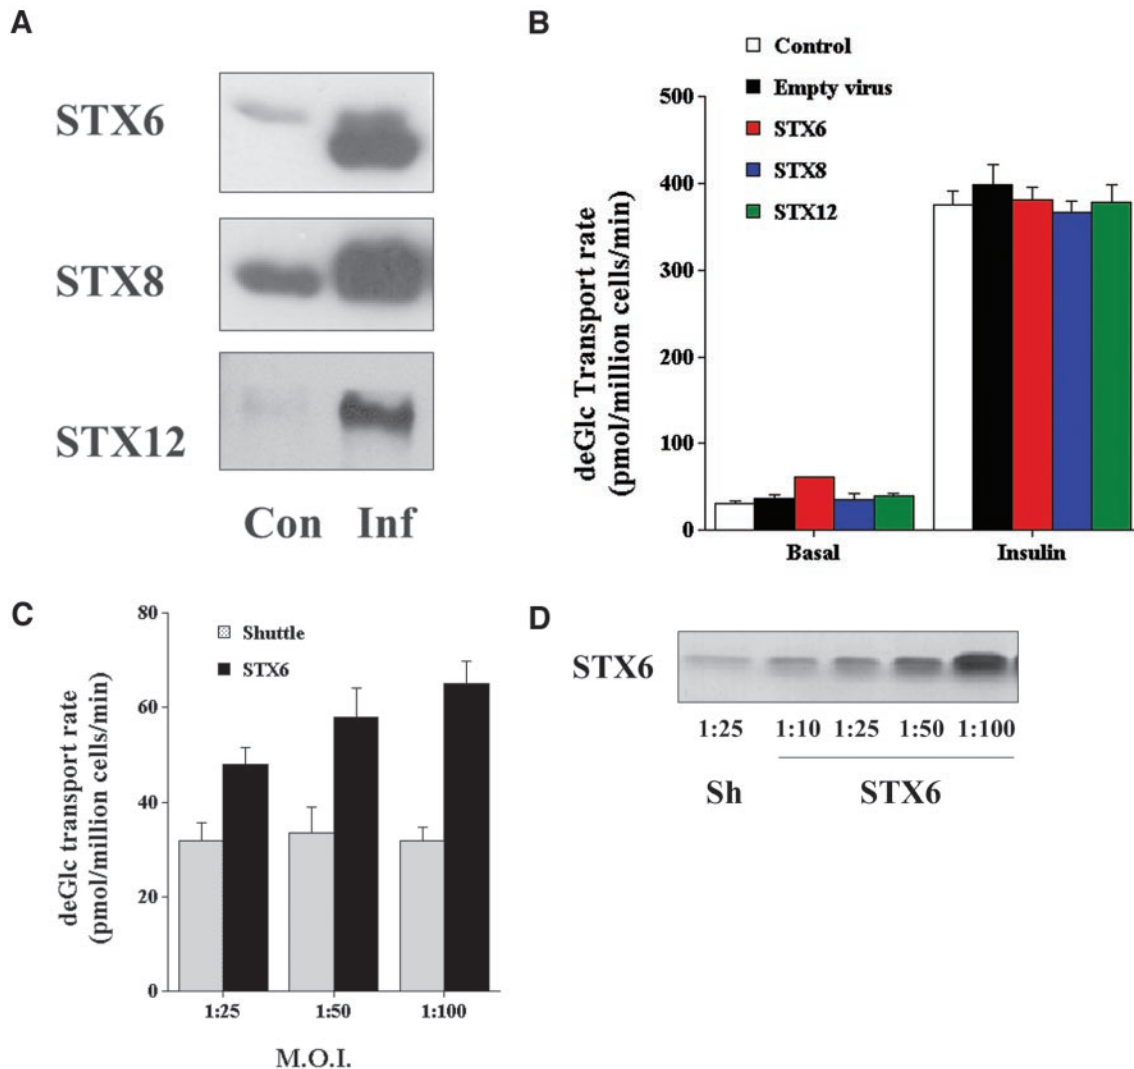 A
STX6
STX8
STX12
Con Inf
B
Control
Empty virus
STX6
STX8
STX12
deGlc Transport rate
(pmol/million cells/min)
500
400
300
200
100
0
Basal Insulin
C
Shuttle
STX6
deGlc transport rate
(pmol/million cells/min)
80
60
40
20
0
1:25 1:50 1:100
M.O.I.
D
STX6
1:25 1:10 1:25 1:50 1:100
Sh STX6